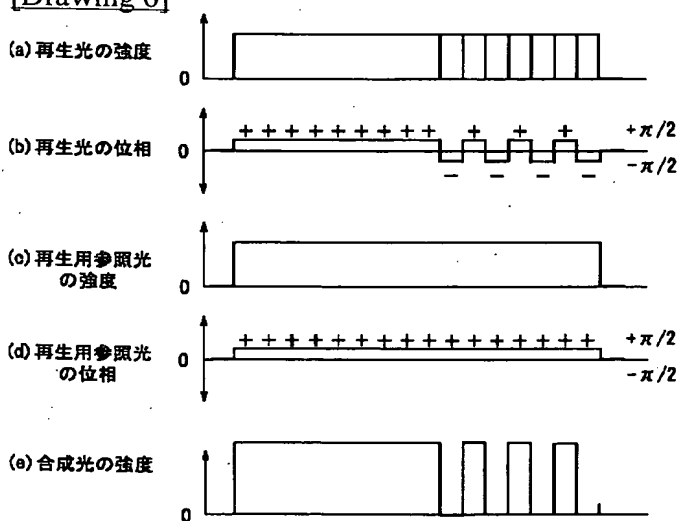 [Drawing 6]
(a) 再生光の強度
0
+ + + + + + + + + + + + +π/2
(b) 再生光の位相 0
−π/2
− − − −
(c) 再生用参照光
の強度
0
+ + + + + + + + + + + + + + + + +π/2
(d) 再生用参照光 0
の位相 −π/2
(e) 合成光の強度
0